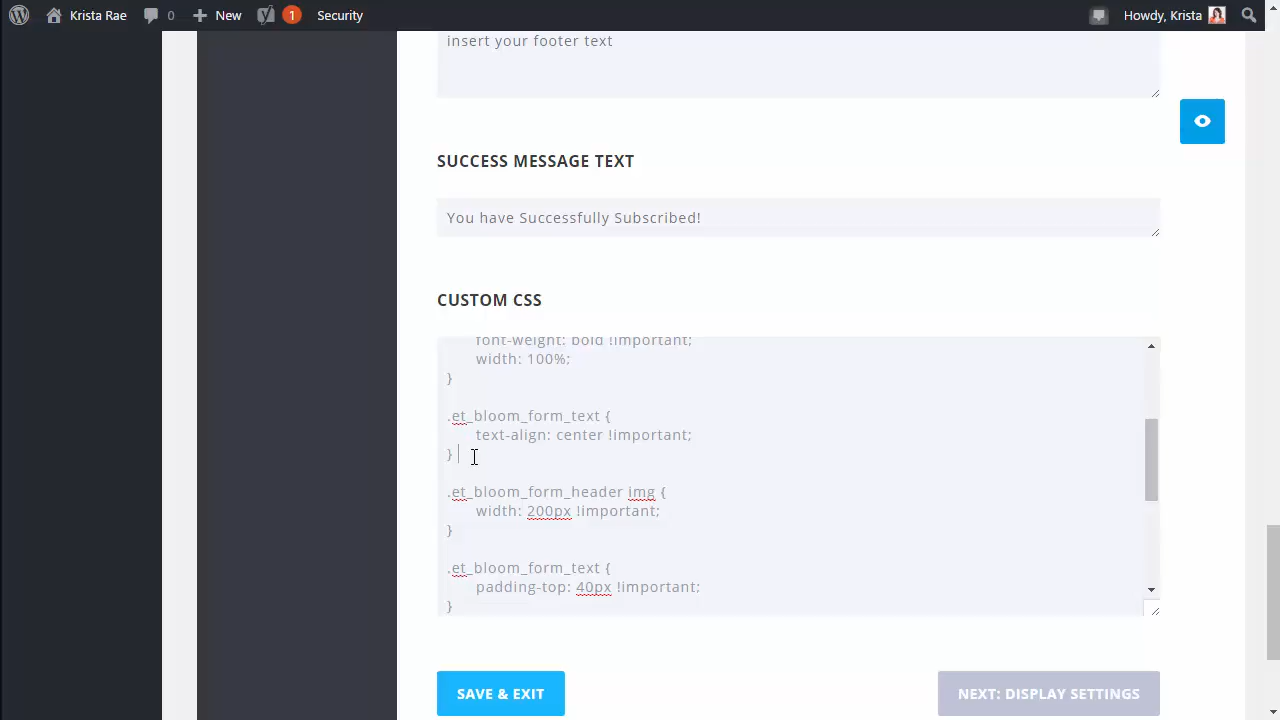 Krista Rae 0 New 1 Security Howdy, Krista
insert your footer text
SUCCESS MESSAGE TEXT
You have Successfully Subscribed!
CUSTOM CSS
font-weight: bold !important;
width: 100%;
}
.et_bloom_form_text {
text-align: center !important;
}
.et_bloom_form_header img {
width: 200px !important;
}
.et_bloom_form_text {
padding-top: 40px !important;
}
SAVE & EXIT NEXT: DISPLAY SETTINGS